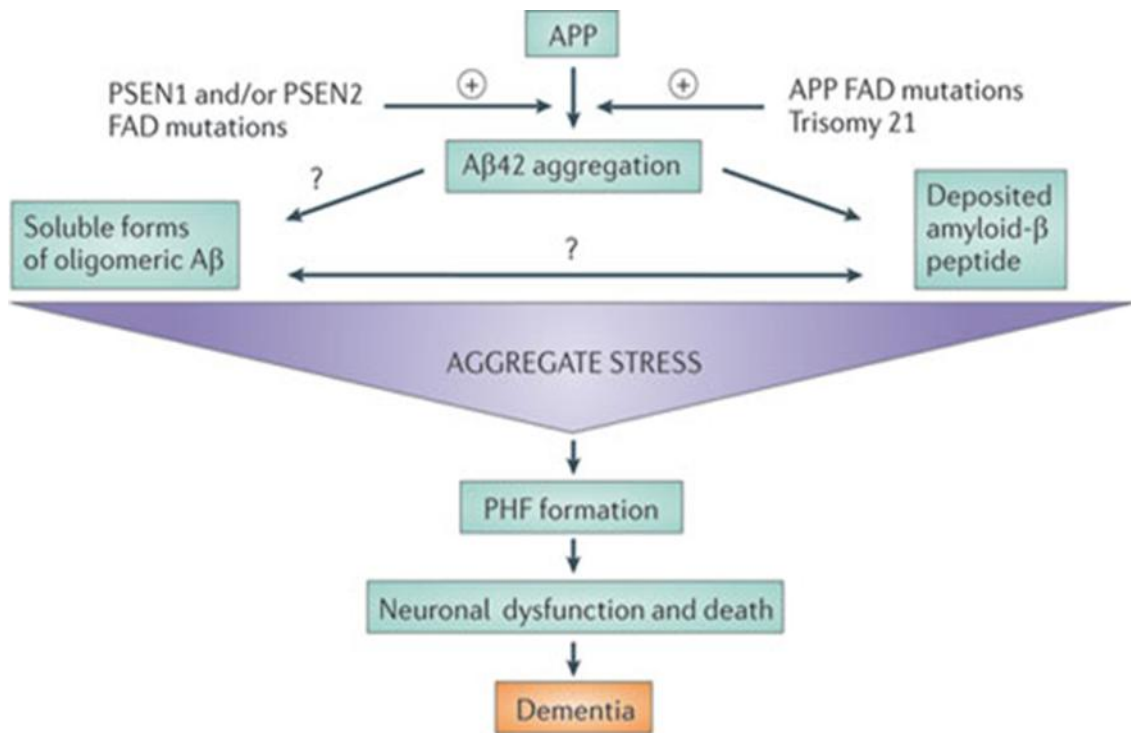 APP
+
+
PSEN1 and/or PSEN2
FAD mutations
APP FAD mutations
Trisomy 21
Aβ42 aggregation
?
Soluble forms
of oligomeric Aβ
Deposited
amyloid-β
peptide
?
AGGREGATE STRESS
PHF formation
Neuronal dysfunction and death
Dementia